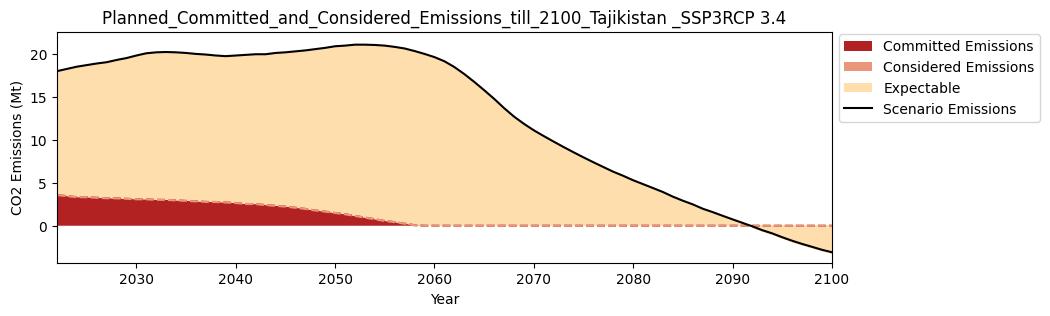 Planned_Committed_and_Considered_Emissions_till_2100_Tajikistan _SSP3RCP 3.4
CO2 Emissions (Mt)
20
15
10
5
0
2030 2040 2050 2060 2070 2080 2090 2100
Year
Committed Emissions
Considered Emissions
Expectable
Scenario Emissions